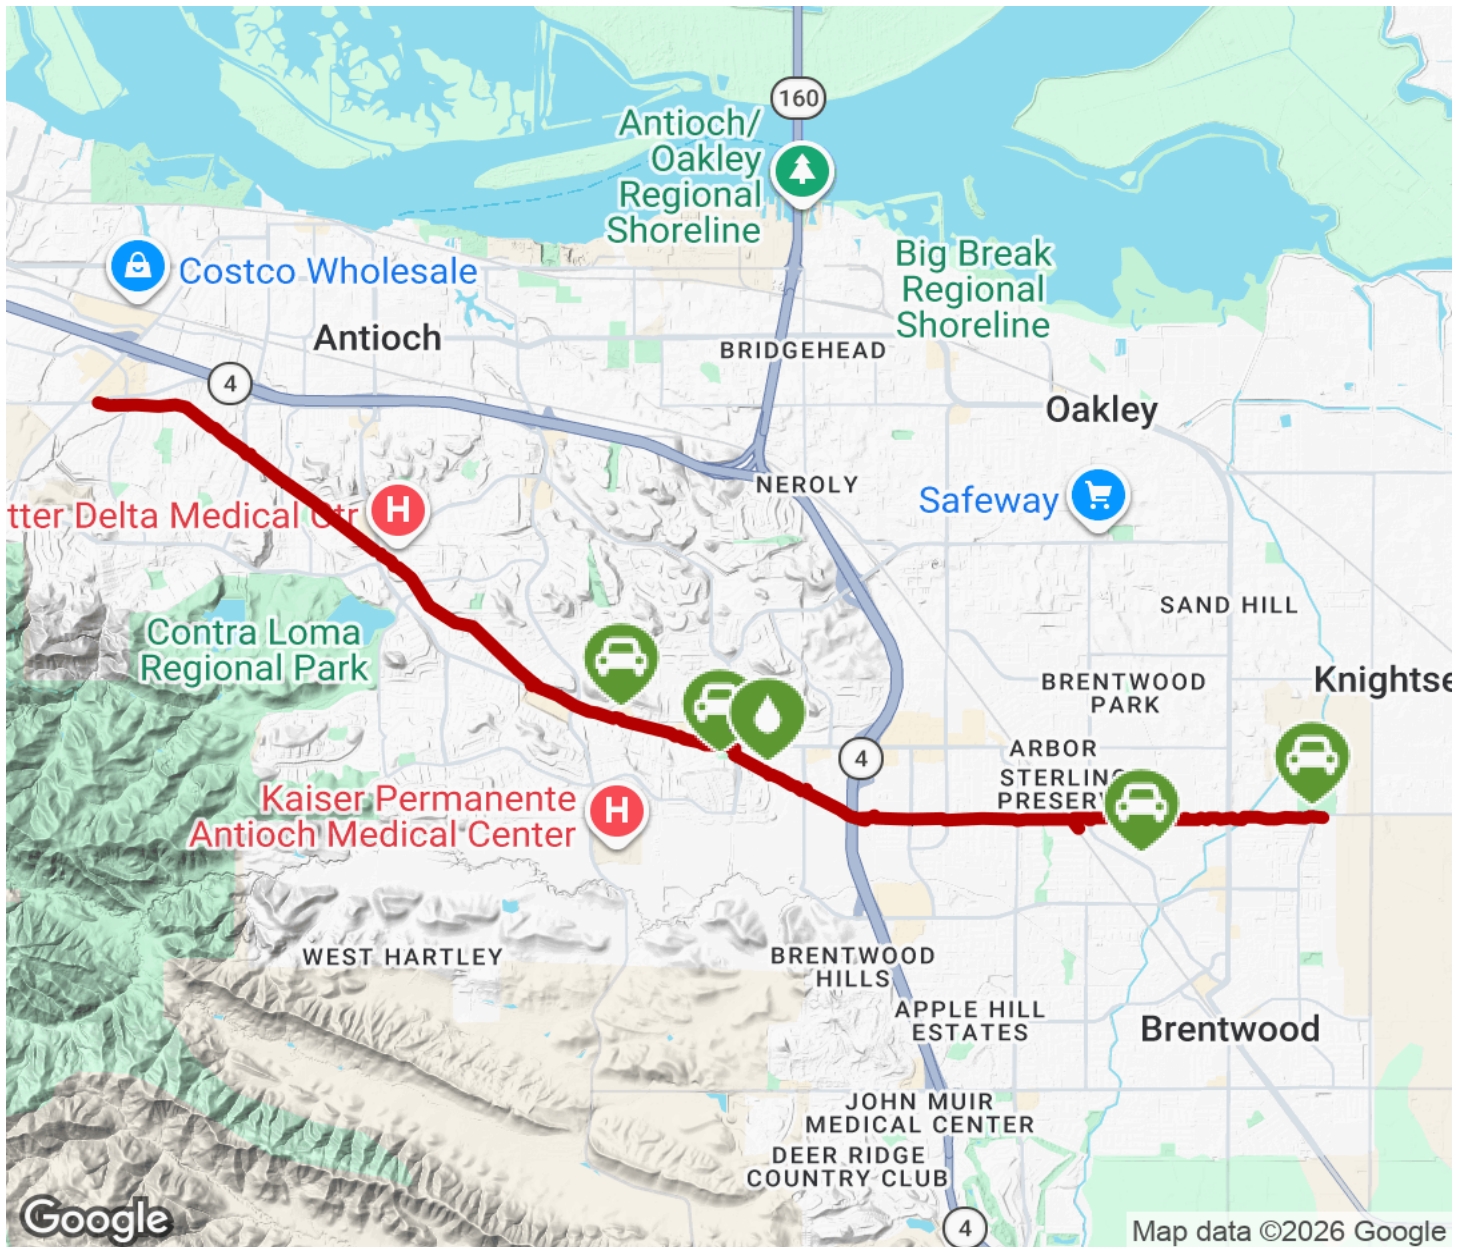 160
Antioch/
Oakley
Regional
Shoreline
Big Break
Regional
Shoreline
Costco Wholesale
Antioch
BRIDGEHEAD
4
Oakley
NEROLY
Safeway
H
tter Delta Medical Ctr
SAND HILL
Contra Loma
Regional Park
BRENTWOOD
PARK
Knightse
ARBOR
4
STERLING
PRESERV
Kaiser Permanente
Antioch Medical Center
H
WEST HARTLEY
BRENTWOOD
HILLS
APPLE HILL
ESTATES
Brentwood
JOHN MUIR
MEDICAL CENTER
DEER RIDGE
COUNTRY CLUB
4
Google
Map data ©2026 Google